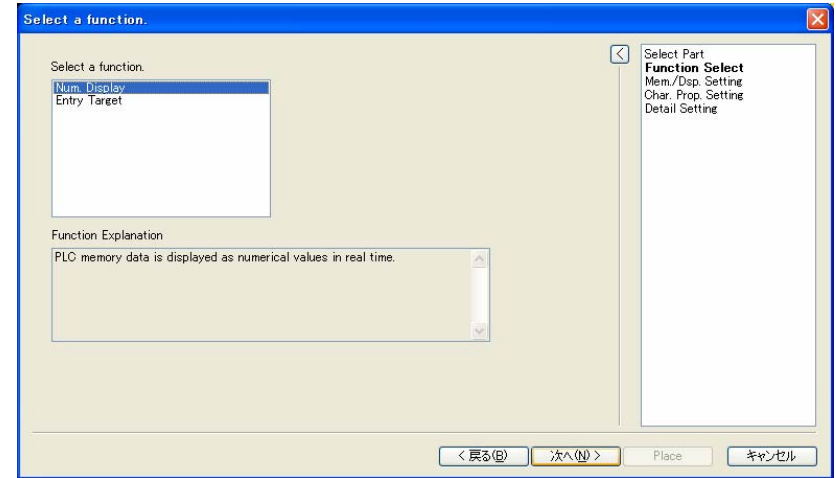 Select a function.
Select a function.
Num. Display
Entry Target
Function Explanation
PLC memory data is displayed as numerical values in real time.
Select Part
Function Select
Mem./Dsp. Setting
Char. Prop. Setting
Detail Setting
< 戻る(B)
次へ(N) >
Place
キャンセル